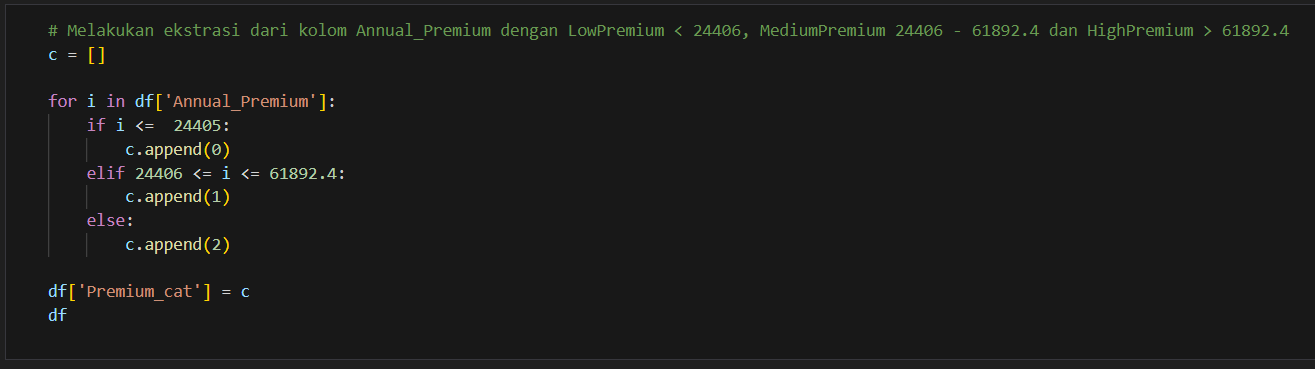 # Melakukan ekstrasi dari kolom Annual_Premium dengan LowPremium < 24406, MediumPremium 24406 - 61892.4 dan HighPremium > 61892.4
c = []
for i in df['Annual_Premium']:
    if i <=  24405:
        c.append(0)
    elif 24406 <= i <= 61892.4:
        c.append(1)
    else:
        c.append(2)
df['Premium_cat'] = c
df